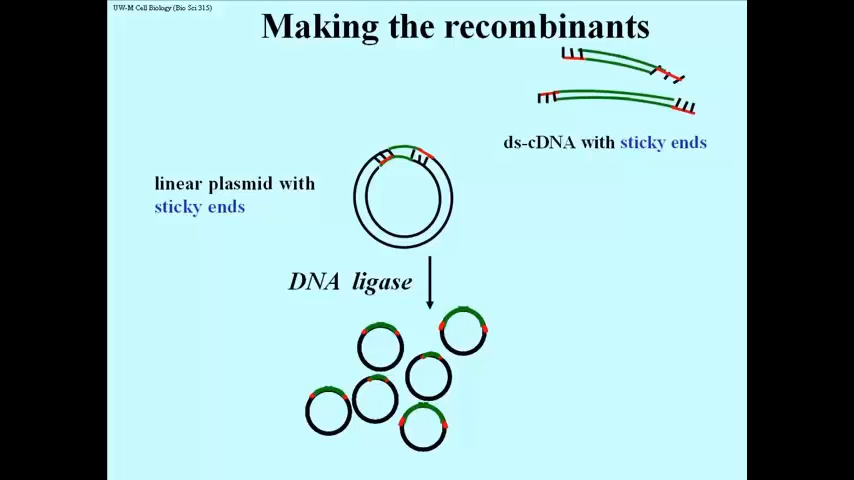 UW-M Cell Biology (Bio Sci 315)
Making the recombinants
ds-cDNA with sticky ends
linear plasmid with
sticky ends
DNA ligase